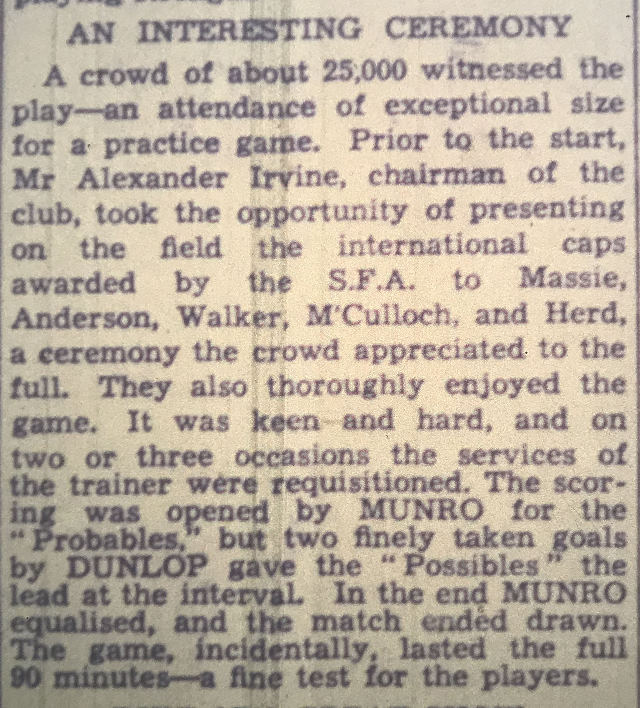 AN INTERESTING CEREMONY
A crowd of about 25,000 witnessed the
play—an attendance of exceptional size
for a practice game. Prior to the start,
Mr Alexander Irvine, chairman of the
club, took the opportunity of presenting
on the field the international caps
awarded by the S.F.A. to Massie,
Anderson, Walker, M'Culloch, and Herd,
a ceremony the crowd appreciated to the
full. They also thoroughly enjoyed the
game. It was keen and hard, and on
two or three occasions the services of
the trainer were requisitioned. The scor-
ing was opened by MUNRO for the
"Probables," but two finely taken goals
by DUNLOP gave the "Possibles" the
lead at the interval. In the end MUNRO
equalised, and the match ended drawn.
The game, incidentally, lasted the full
90 minutes—a fine test for the players.